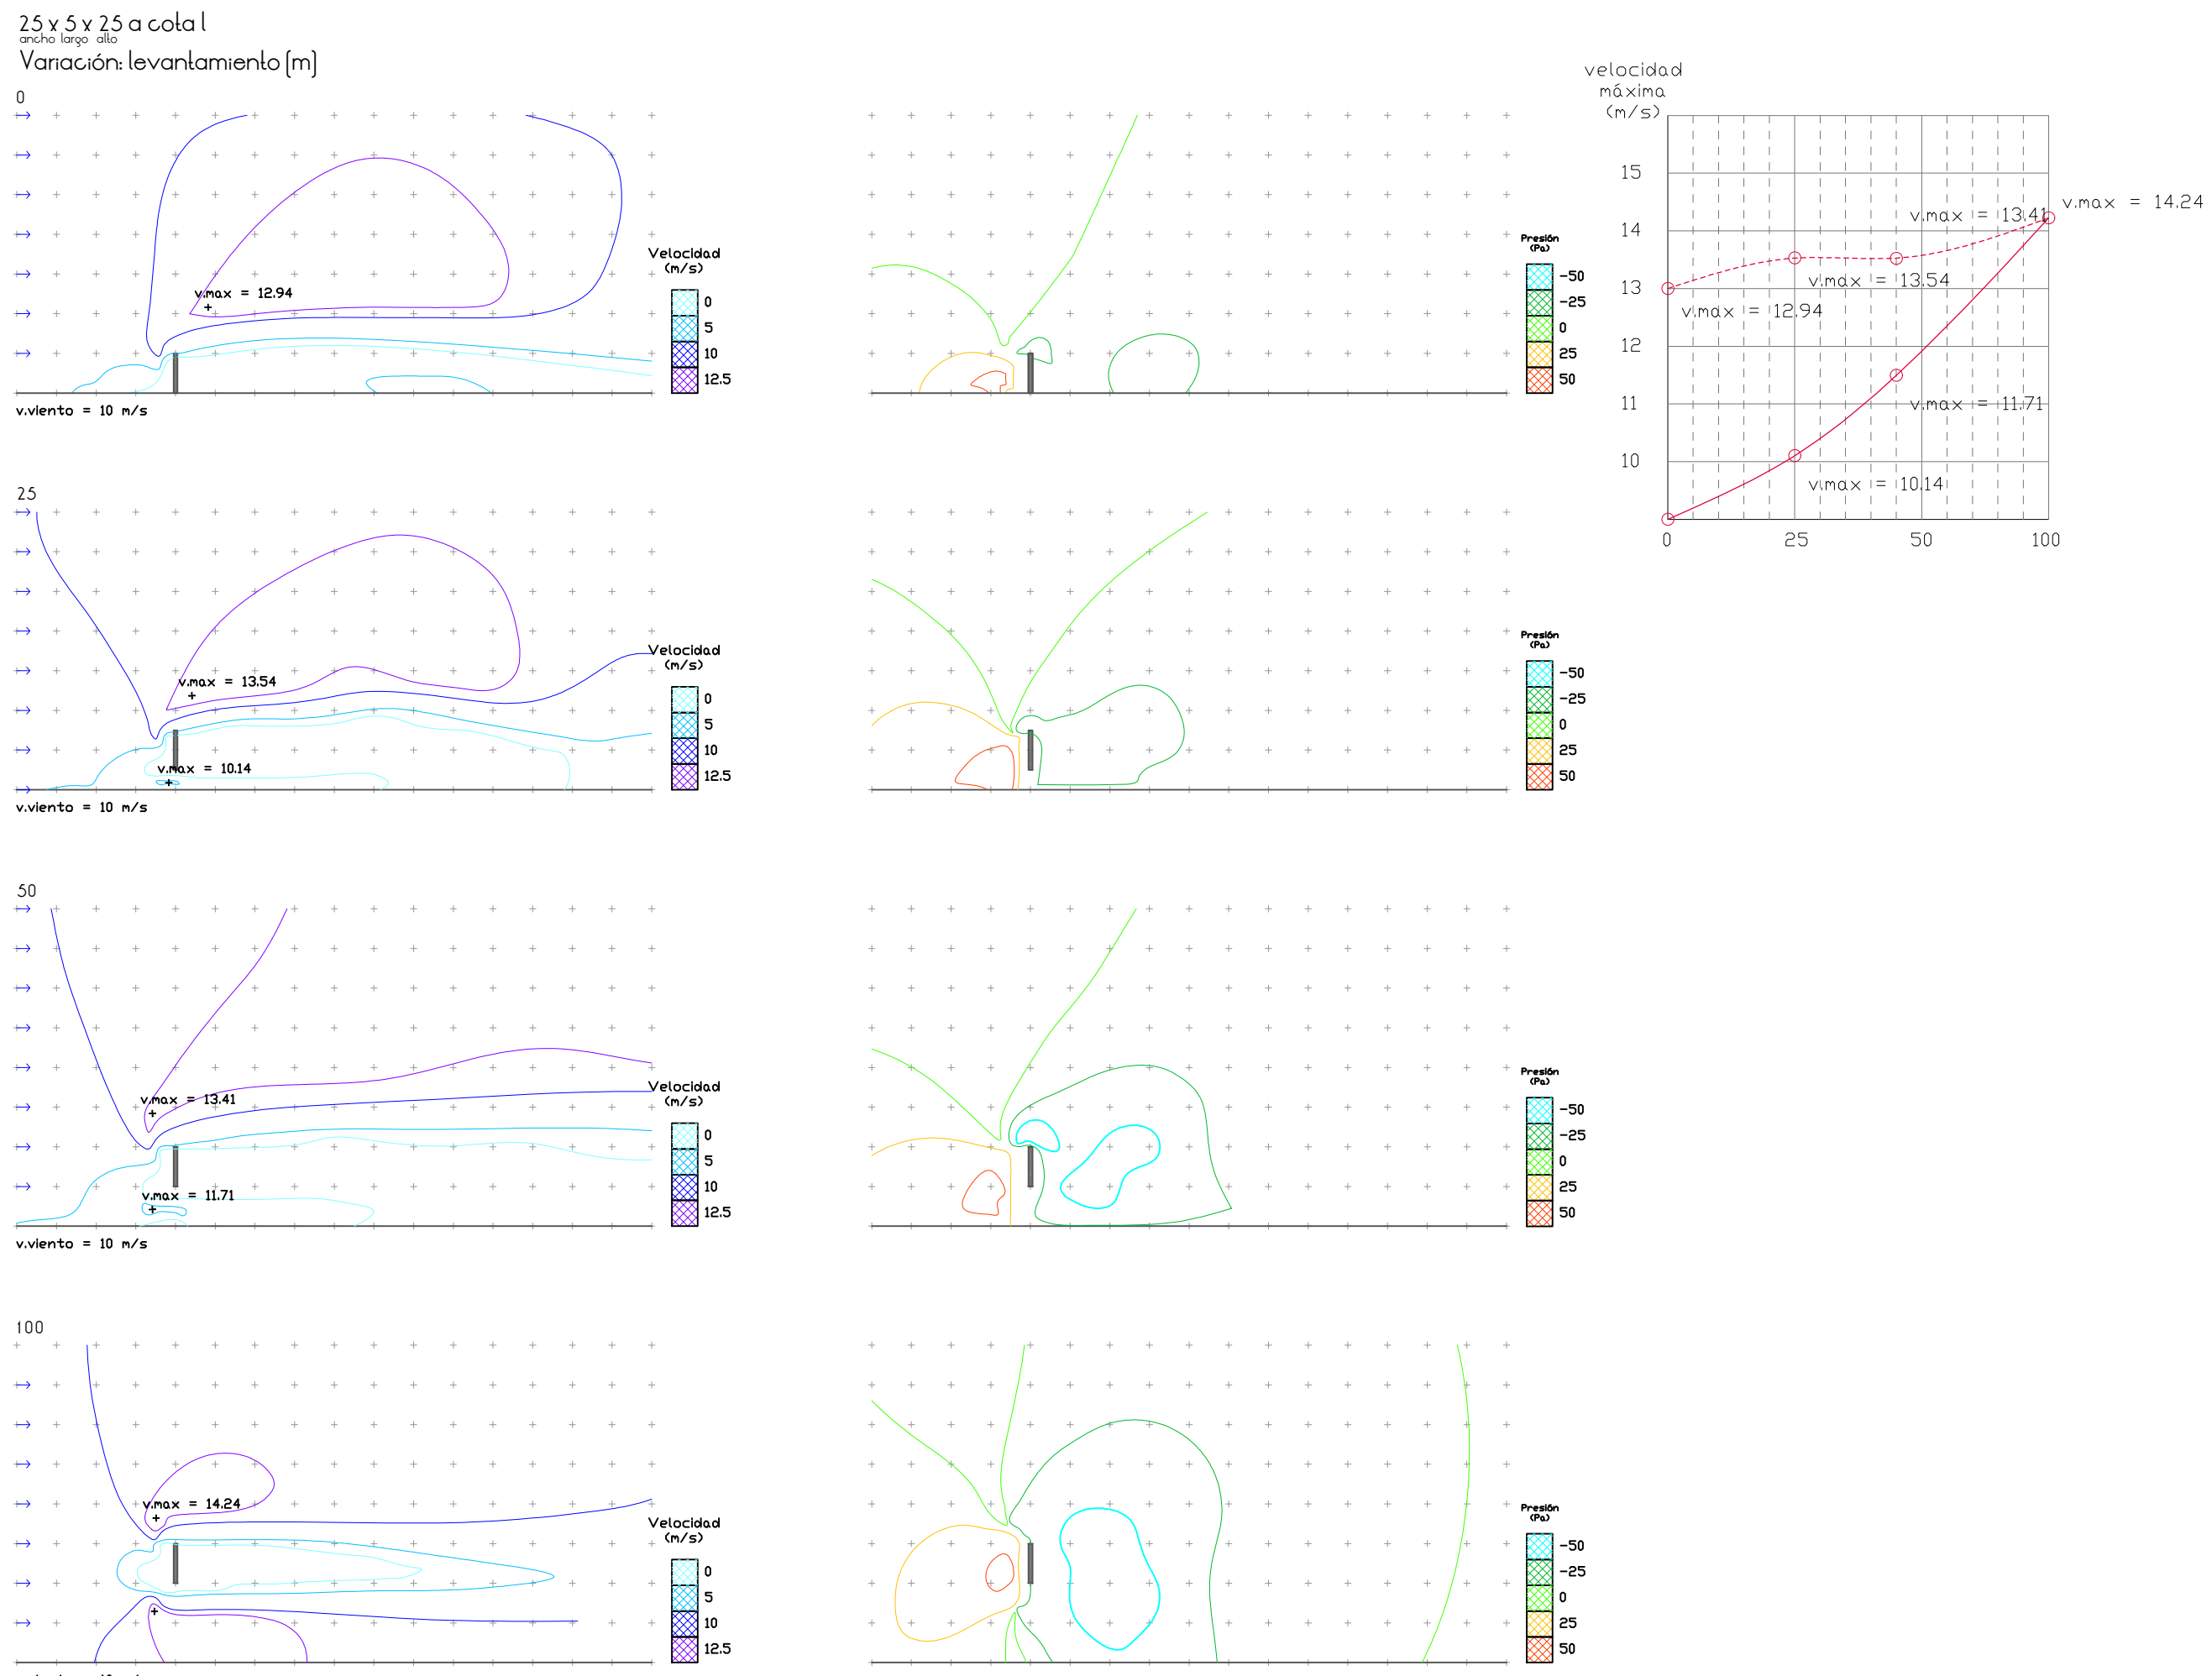 25 x 5 x 25 a cota l
ancho largo alto
Variación: levantamiento (m)
0
v.max = 12.94
Velocidad
(m/s)
0
5
10
12.5
v.viento = 10 m/s
Presión
(Pa)
-50
-25
0
25
50
velocidad
máxima
(m/s)
15
14
13
12
11
10
0 25 50 100
v.max = 14.24
v.max = 13.41
v.max = 13.54
v.max = 12.94
v.max = 11.71
v.max = 10.14
25
v.max = 13.54
v.max = 10.14
Velocidad
(m/s)
0
5
10
12.5
v.viento = 10 m/s
Presión
(Pa)
-50
-25
0
25
50
50
v.max = 13.41
v.max = 11.71
Velocidad
(m/s)
0
5
10
12.5
v.viento = 10 m/s
Presión
(Pa)
-50
-25
0
25
50
100
v.max = 14.24
Velocidad
(m/s)
0
5
10
12.5
Presión
(Pa)
-50
-25
0
25
50